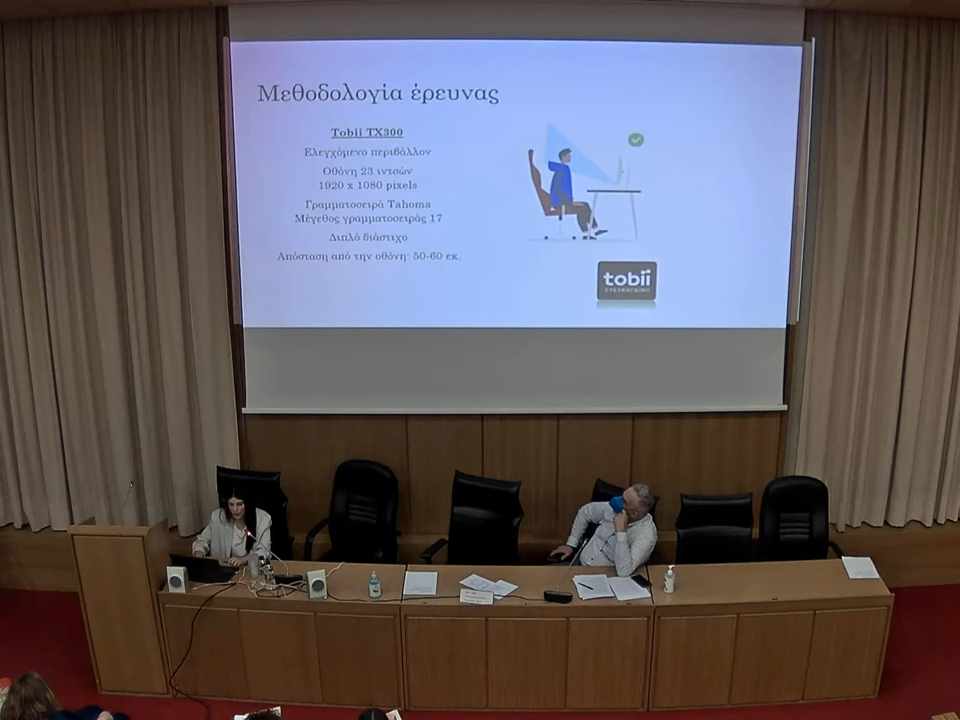 Μεθοδολογία έρευνας
Tobii TX300
Ελεγχόμενο περιβάλλον
Οθόνη 23 ιντσών
1920 x 1080 pixels
Γραμματοσειρά Tahoma
Μέγεθος γραμματοσειράς 17
Διπλό διάστιχο
Απόσταση από την οθόνη: 50-60 εκ.
tobii
EYETRACKING